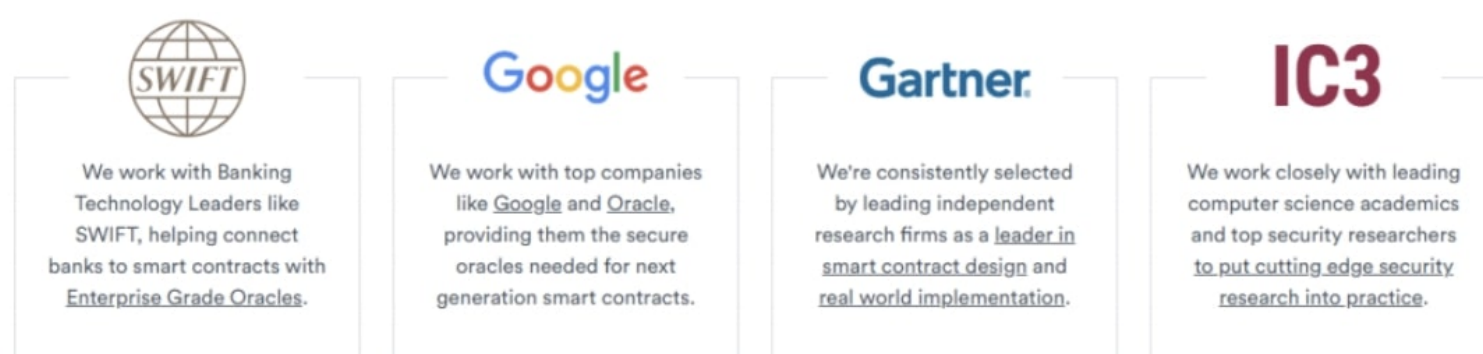 SWIFT
We work with Banking
Technology Leaders like
SWIFT, helping connect
banks to smart contracts with
Enterprise Grade Oracles.
Google
We work with top companies
like Google and Oracle,
providing them the secure
oracles needed for next
generation smart contracts.
Gartner®
We're consistently selected
by leading independent
research firms as a leader in
smart contract design and
real world implementation.
IC3
We work closely with leading
computer science academics
and top security researchers
to put cutting edge security
research into practice.